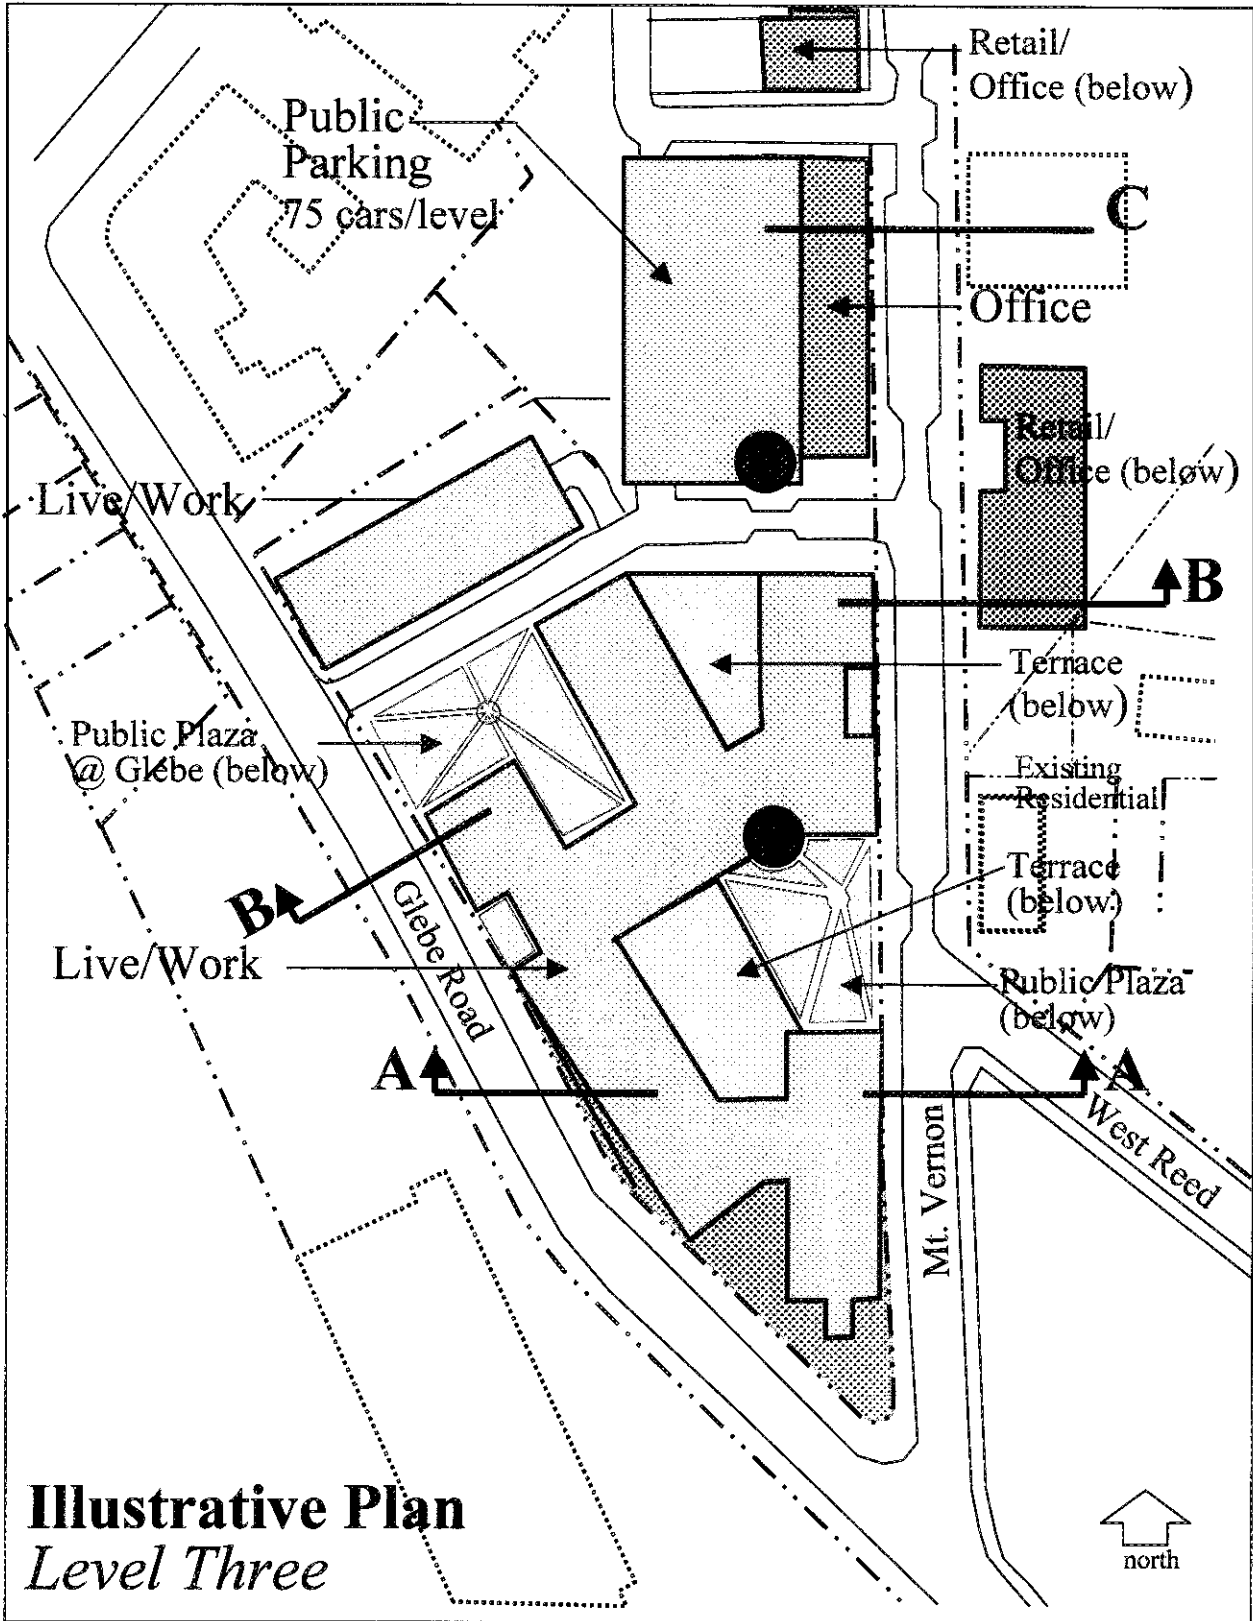 Retail/
Office (below)
Public
Parking
75 cars/level
C
Office
Retail/
Office (below)
Live/Work
B
Terrace
(below)
Public Plaza
@ Glebe (below)
Existing
Residential
Terrace
(below)
B
Glebe Road
Live/Work
Public Plaza
(below)
A
A
West Reed
Mt. Vernon
Illustrative Plan
Level Three
north